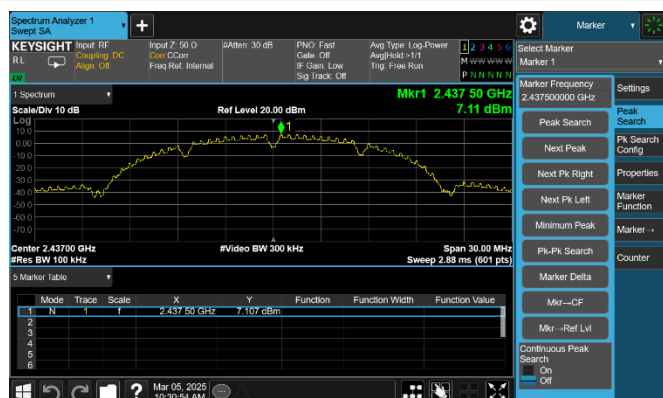 Spectrum Analyzer 1
Swept SA
+
Marker
KEYSIGHT
RL
Input: RF
Coupling: DC
Align: Off
Input Z: 50 Ω
Corr CCorr
Freq Ref: Internal
#Atten: 30 dB
PNO: Fast
Gate: Off
IF Gain: Low
Sig Track: Off
Avg Type: Log-Power
Avg|Hold:>1/1
Trig: Free Run
1 2 3 4 5 6
M W W W W W
P N N N N N
LXI
Select Marker
Marker 1
1 Spectrum
Scale/Div 10 dB
Ref Level 20.00 dBm
Mkr1 2.437 50 GHz
7.11 dBm
Log
10.0
0.00
-10.0
-20.0
-30.0
-40.0
-50.0
-60.0
-70.0
1
Center 2.43700 GHz
#Res BW 100 kHz
#Video BW 300 kHz
Span 30.00 MHz
Sweep 2.88 ms (601 pts)
5 Marker Table
Mode Trace Scale X Y Function Function Width Function Value
1 N 1 f 2.437 50 GHz 7.107 dBm
2
3
4
5
6
Marker Frequency
2.437500000 GHz
Peak Search
Next Peak
Next Pk Right
Next Pk Left
Minimum Peak
Pk-Pk Search
Marker Delta
Mkr→CF
Mkr→Ref Lvl
Continuous Peak
Search
On
Off
Settings
Peak
Search
Pk Search
Config
Properties
Marker
Function
Marker→
Counter
?
Mar 05, 2025
10:30:54 AM